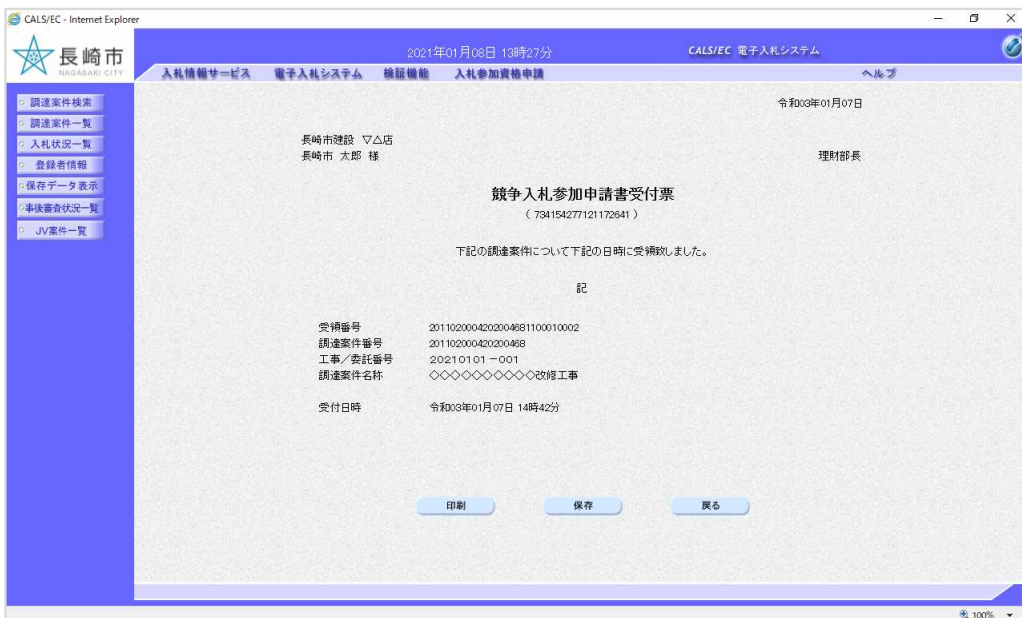 CALS/EC - Internet Explorer
長崎市
NAGASAKI CITY
2021年01月08日 13時27分
CALS/EC 電子入札システム
入札情報サービス 電子入札システム 検証機能 入札参加資格申請 ヘルプ
調達案件検索
調達案件一覧
入札状況一覧
登録者情報
保存データ表示
事後審査状況一覧
JV案件一覧
令和03年01月07日
長崎市建設 ▽△店
長崎市 太郎 様
理財部長
競争入札参加申請書受付票
( 734154277121172641 )
下記の調達案件について下記の日時に受領致しました。
記
受領番号 2011020004202004681100010002
調達案件番号 201102000420200468
工事/委託番号 20210101-001
調達案件名称 ◇◇◇◇◇◇◇◇◇◇改修工事
受付日時 令和03年01月07日 14時42分
印刷 保存 戻る
100%